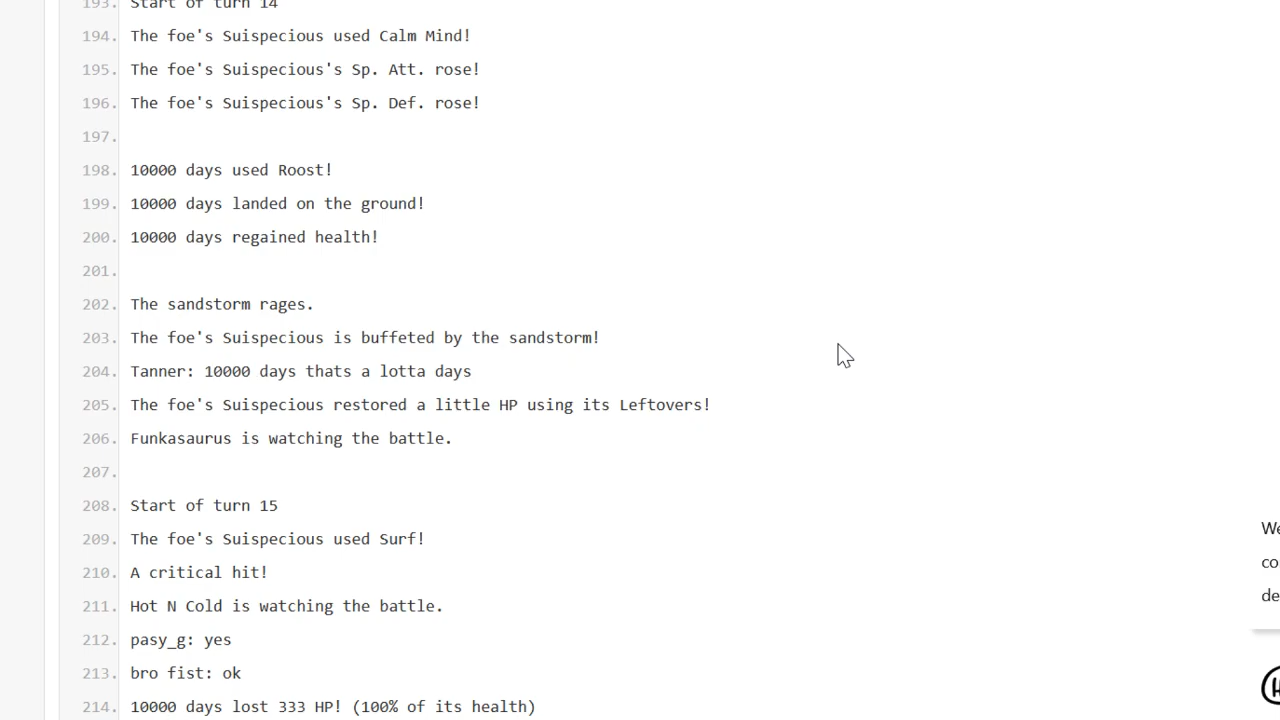 193. Start of turn 14
194. The foe's Suispecious used Calm Mind!
195. The foe's Suispecious's Sp. Att. rose!
196. The foe's Suispecious's Sp. Def. rose!
197.
198. 10000 days used Roost!
199. 10000 days landed on the ground!
200. 10000 days regained health!
201.
202. The sandstorm rages.
203. The foe's Suispecious is buffeted by the sandstorm!
204. Tanner: 10000 days thats a lotta days
205. The foe's Suispecious restored a little HP using its Leftovers!
206. Funkasaurus is watching the battle.
207.
208. Start of turn 15
209. The foe's Suispecious used Surf!
We
210. A critical hit!
co
211. Hot N Cold is watching the battle.
de
212. pasy_g: yes
213. bro fist: ok
214. 10000 days lost 333 HP! (100% of its health)